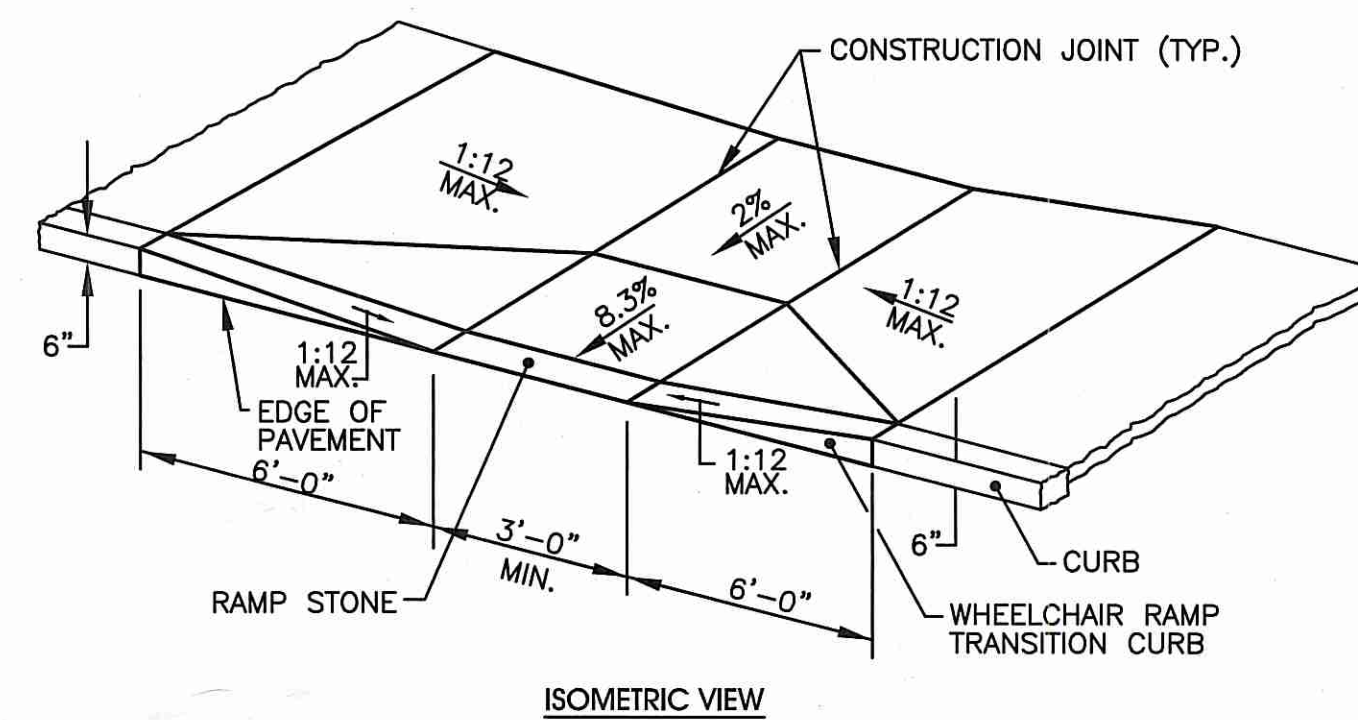 CONSTRUCTION JOINT (TYP.)
1:12
MAX.
2%
MAX.
8.3%
MAX.
1:12
MAX.
6"
1:12
MAX.
EDGE OF
PAVEMENT
1:12
MAX.
6'-0"
3'-0"
MIN.
6'-0"
6"
CURB
RAMP STONE
WHEELCHAIR RAMP
TRANSITION CURB
ISOMETRIC VIEW